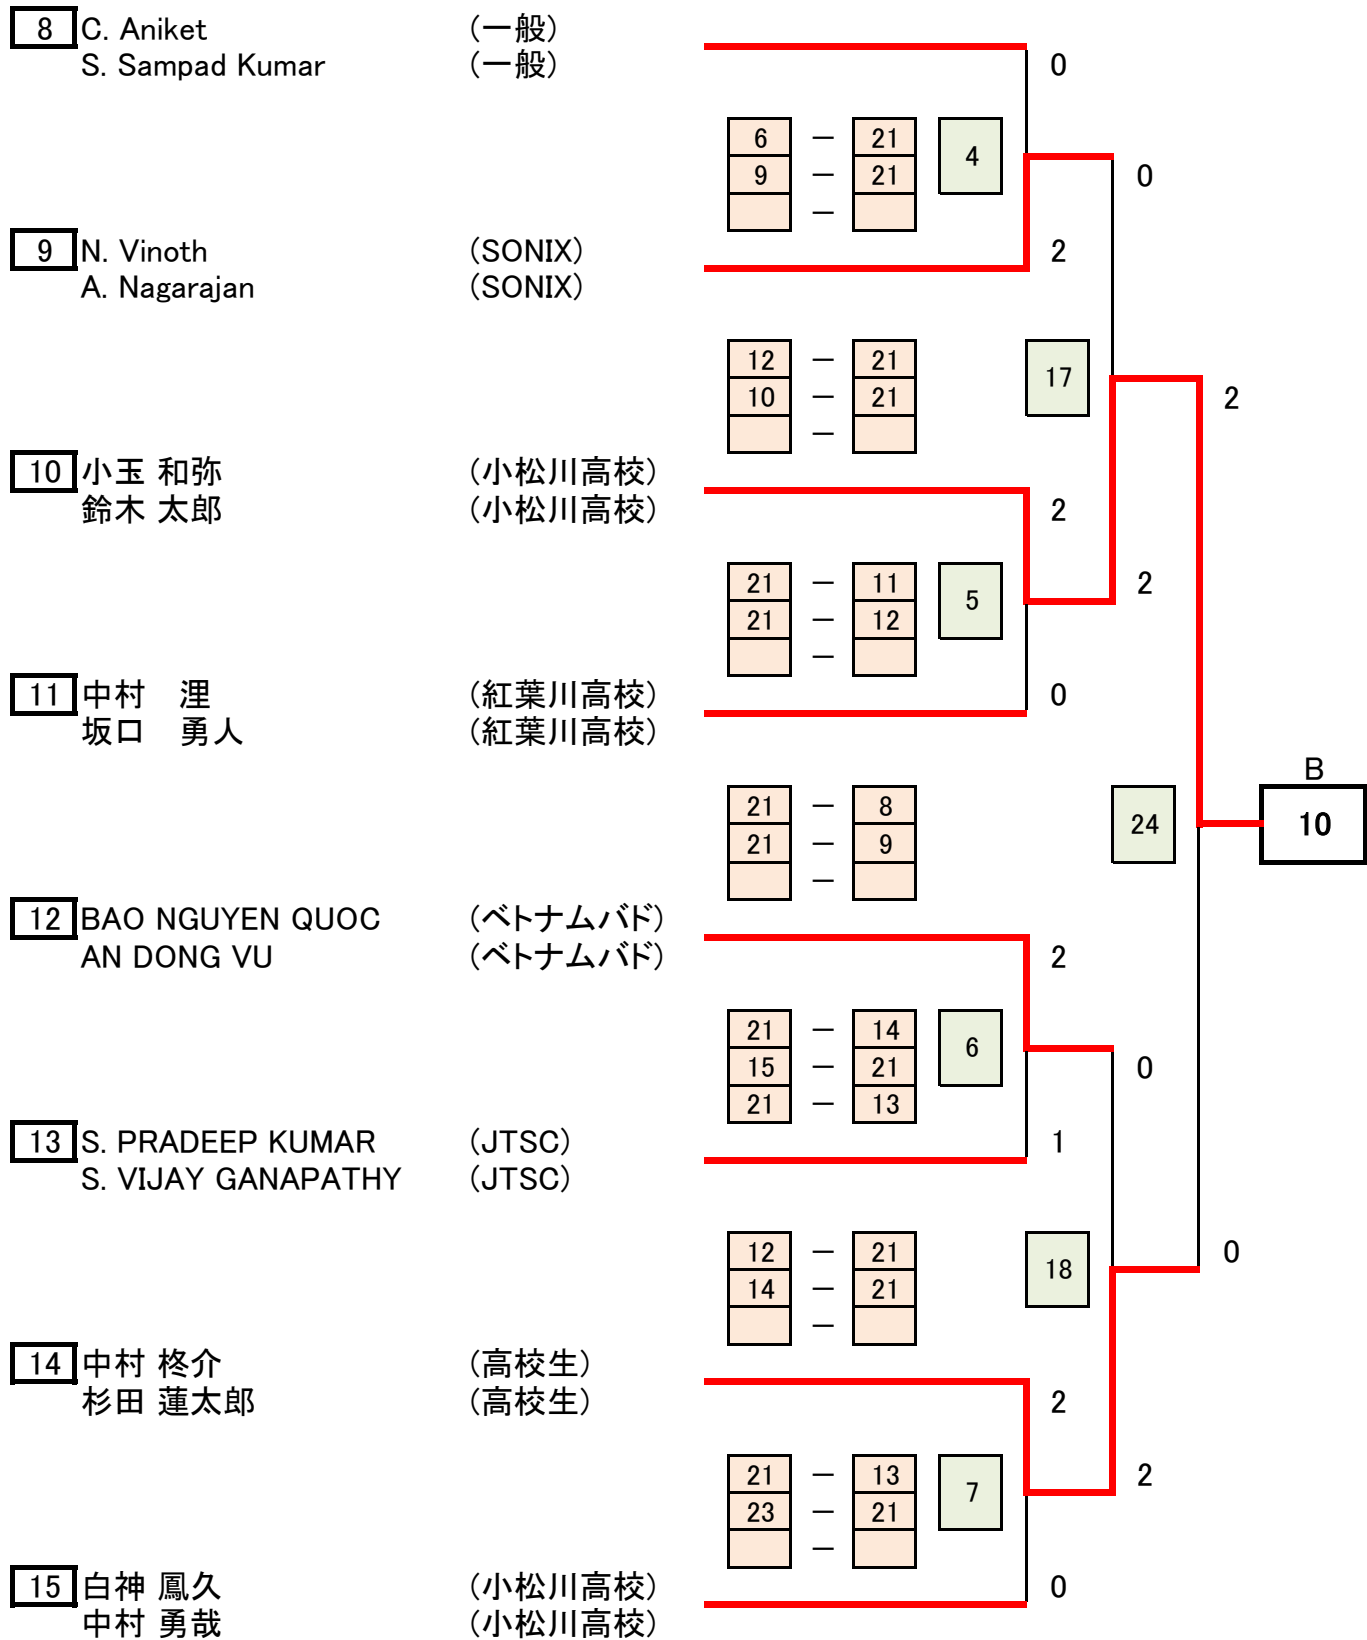 8 C. Aniket (一般)
S. Sampad Kumar (一般)
0
6 － 21 4
9 － 21
－
0
9 N. Vinoth (SONIX) 2
A. Nagarajan (SONIX)
12 － 21 17
10 － 21
－
2
10 小玉 和弥 (小松川高校)
鈴木 太郎 (小松川高校) 2
21 － 11 5
21 － 12
－
2
11 中村　浬 (紅葉川高校) 0
坂口　勇人 (紅葉川高校)
B
21 － 8 24 10
21 － 9
－
12 BAO NGUYEN QUOC (ベトナムバド)
AN DONG VU (ベトナムバド) 2
21 － 14 6
15 － 21
21 － 13
0
13 S. PRADEEP KUMAR (JTSC) 1
S. VIJAY GANAPATHY (JTSC)
12 － 21 18
14 － 21
－
0
14 中村 柊介 (高校生)
杉田 蓮太郎 (高校生) 2
21 － 13 7
23 － 21
－
2
15 白神 鳳久 (小松川高校) 0
中村 勇哉 (小松川高校)